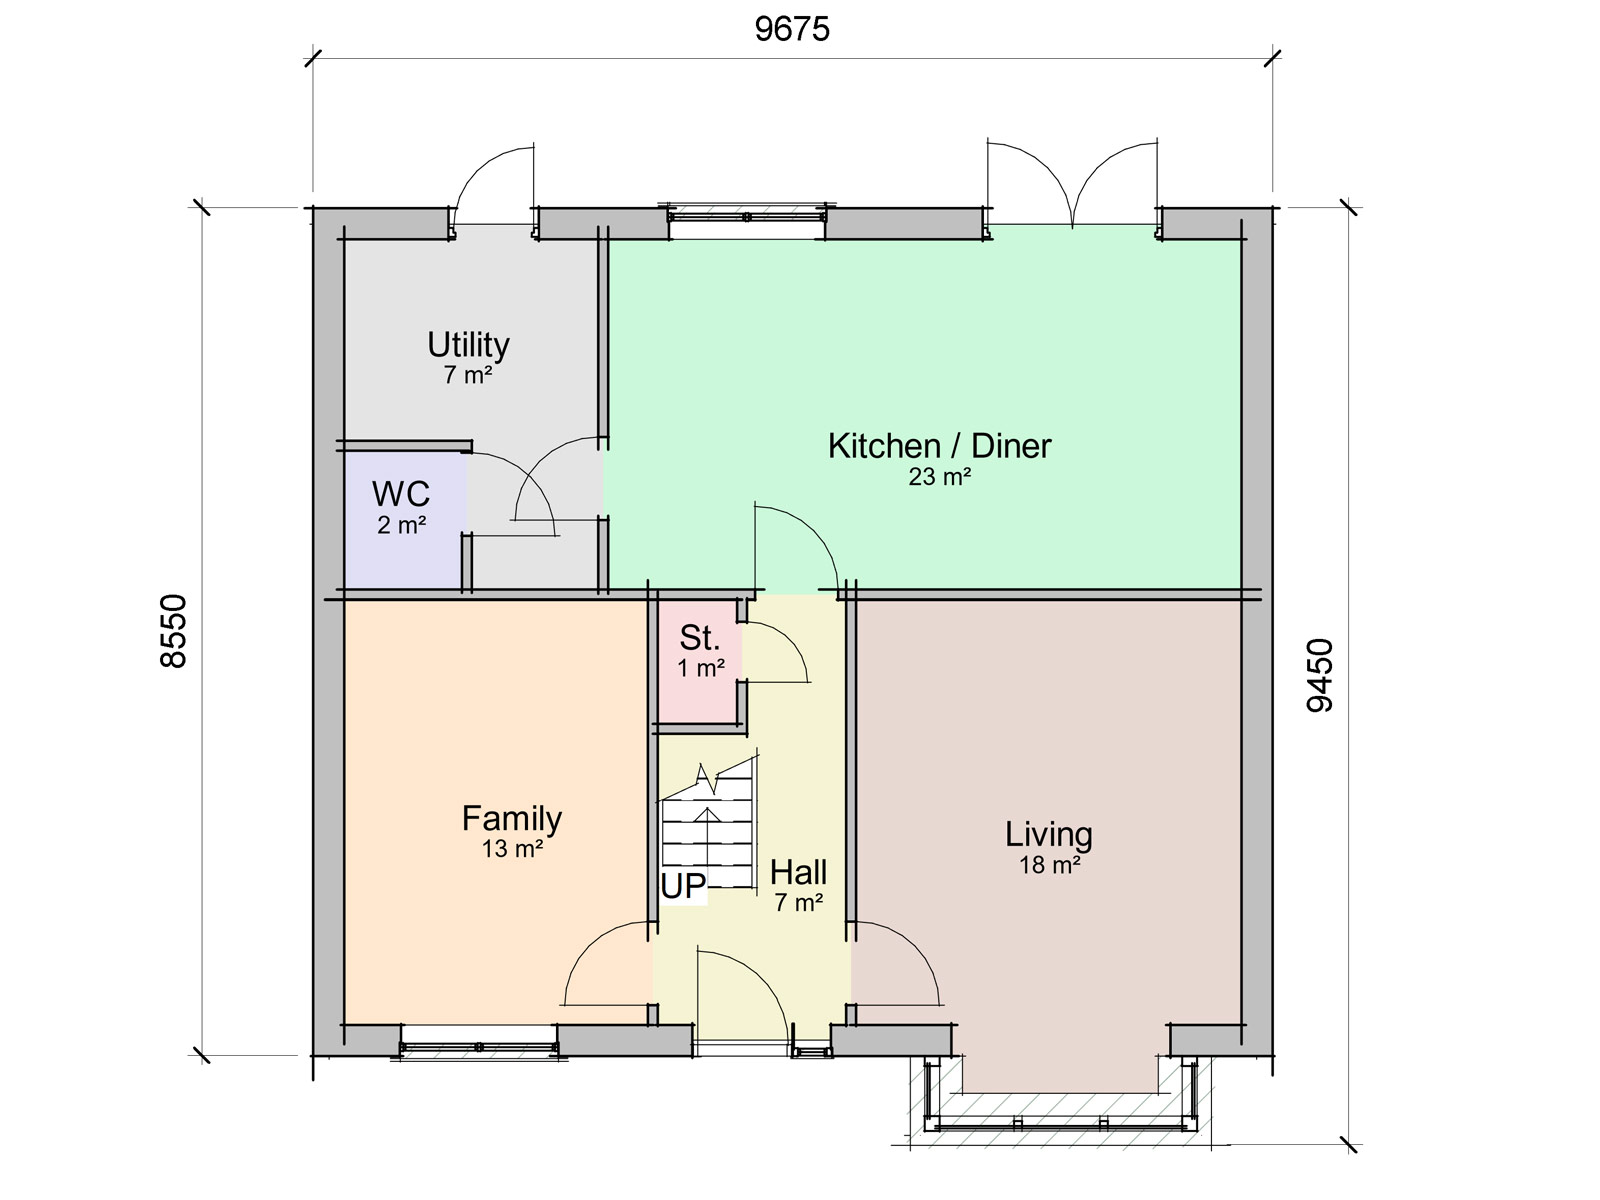 9675
Utility
7 m²
Kitchen / Diner
23 m²
WC
2 m²
8550
St.
1 m²
9450
Family
13 m²
Living
18 m²
Hall
7 m²
UP